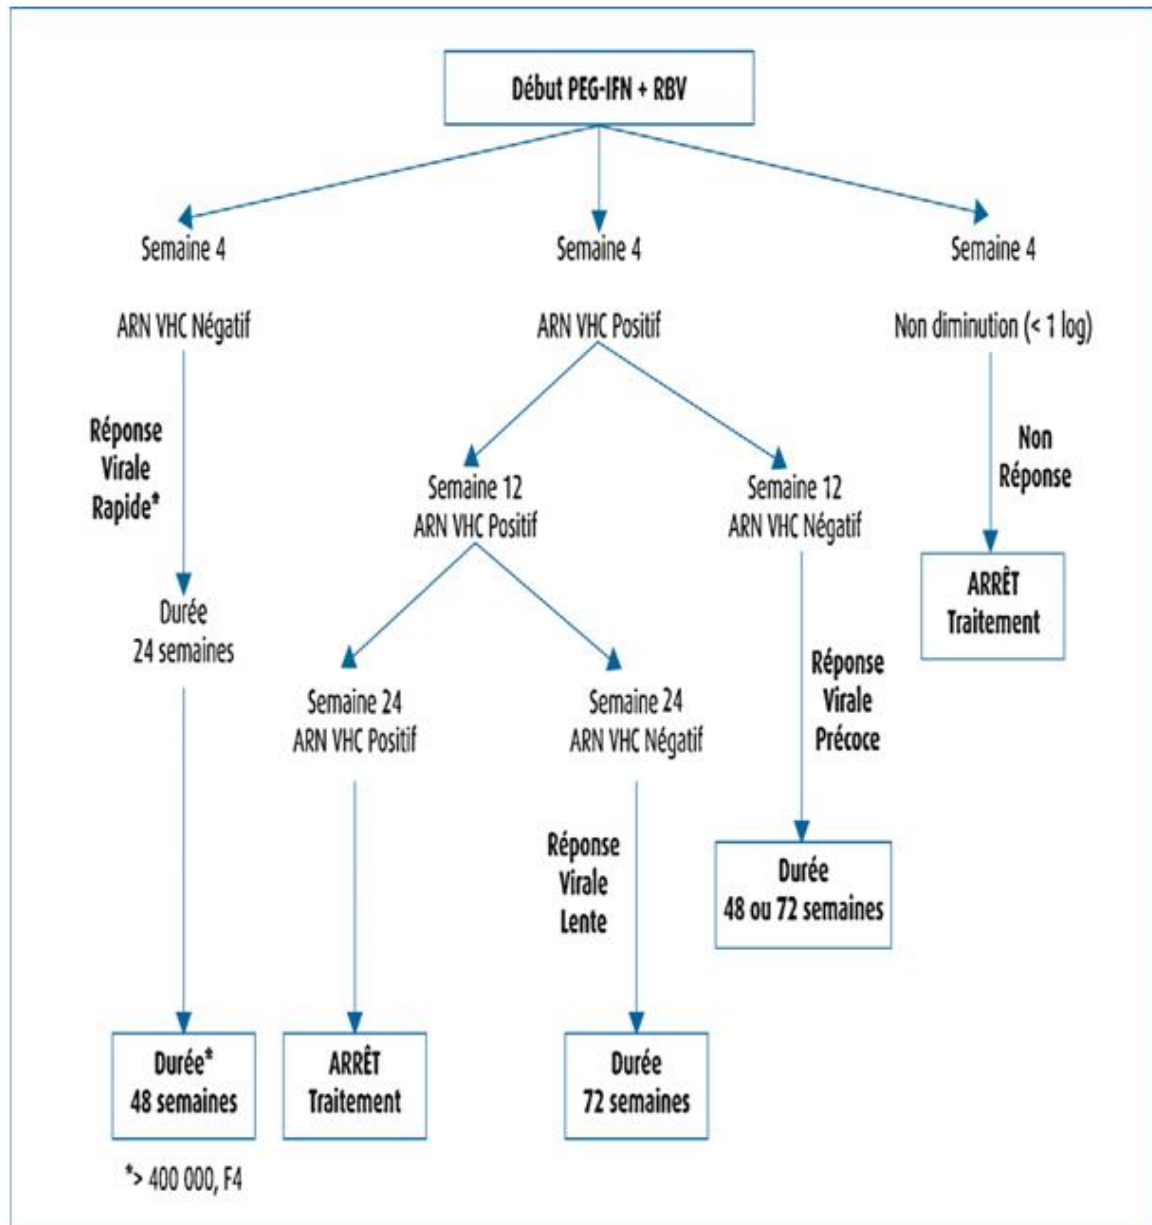 Début PEG-IFN + RBV
Semaine 4
Semaine 4
Semaine 4
ARN VHC Négatif
ARN VHC Positif
Non diminution (< 1 log)
Réponse
Virale
Rapide*
Non
Réponse
Semaine 12
ARN VHC Positif
Semaine 12
ARN VHC Négatif
ARRÊT
Traitement
Durée
24 semaines
Réponse
Virale
Précoce
Semaine 24
ARN VHC Positif
Semaine 24
ARN VHC Négatif
Réponse
Virale
Lente
Durée
48 ou 72 semaines
Durée*
48 semaines
ARRÊT
Traitement
Durée
72 semaines
*> 400 000, F4